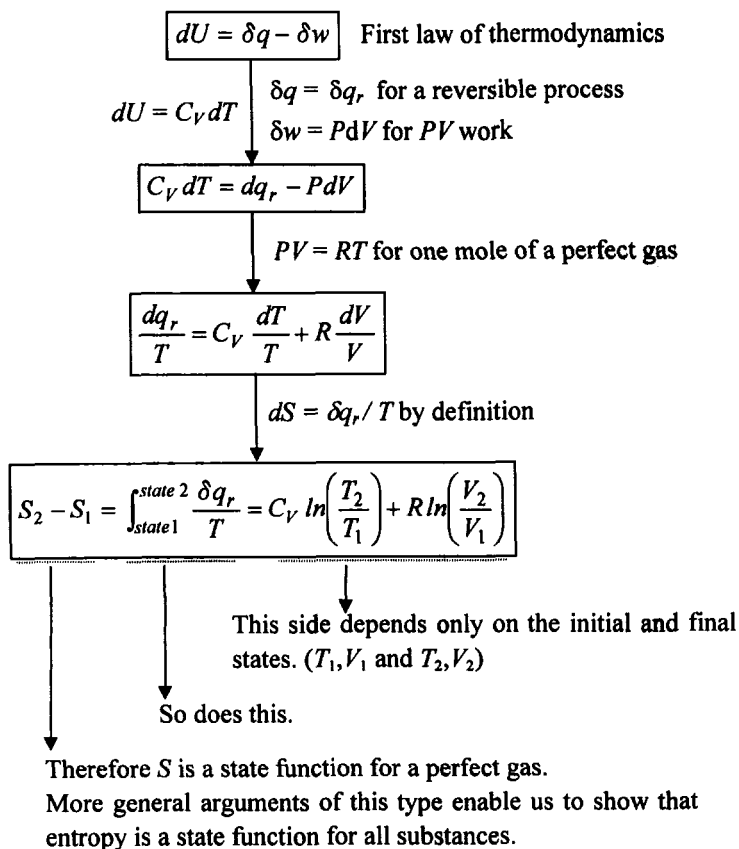 dU = δq − δw   First law of thermodynamics
dU = C_V dT   δq = δq_r for a reversible process
δw = PdV for PV work
C_V dT = dq_r − PdV
PV = RT for one mole of a perfect gas
dq_r/T = C_V dT/T + R dV/V
dS = δq_r / T by definition
S_2 − S_1 = ∫_{state1}^{state 2} δq_r/T = C_V ln(T_2/T_1) + R ln(V_2/V_1)
This side depends only on the initial and final
states. (T_1,V_1 and T_2,V_2)
So does this.
Therefore S is a state function for a perfect gas.
More general arguments of this type enable us to show that
entropy is a state function for all substances.